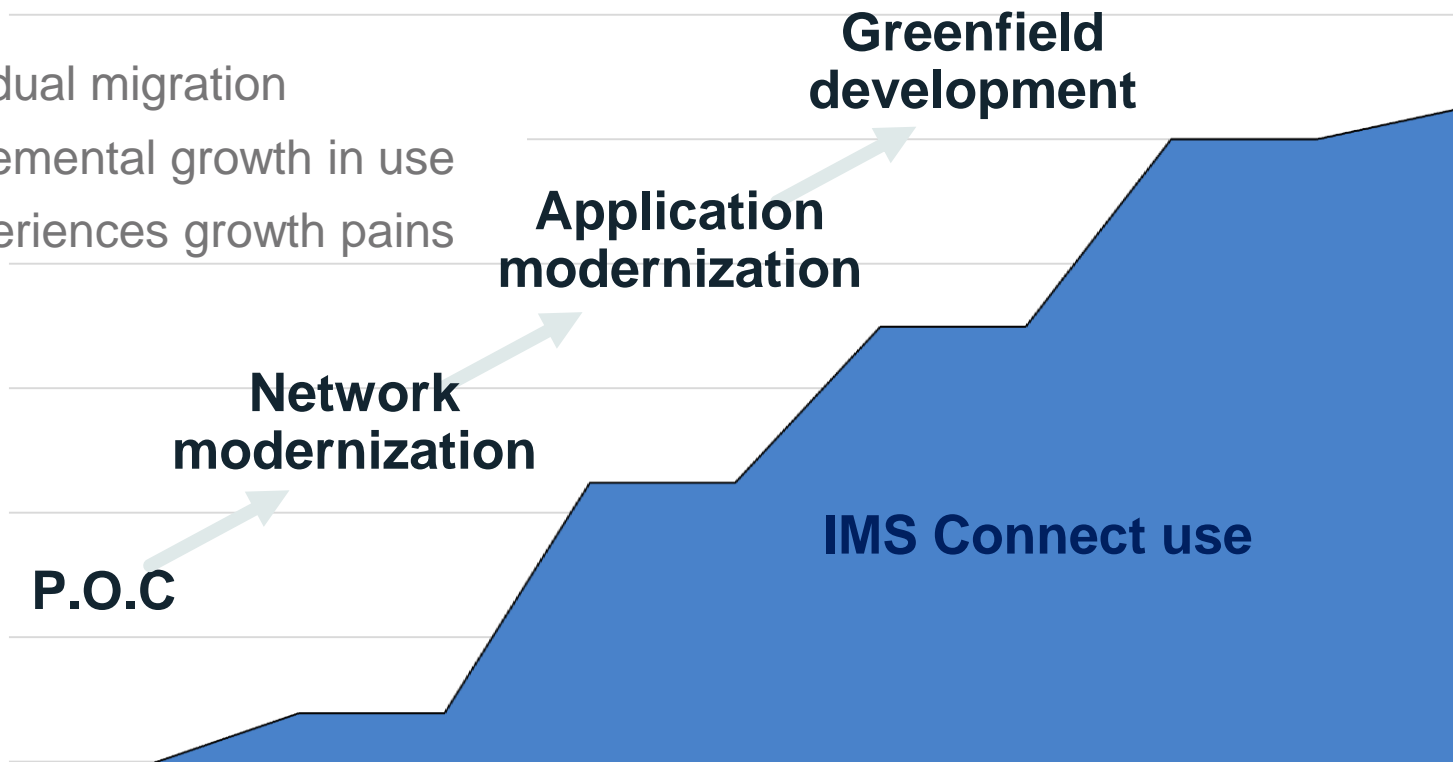 Greenfield
development
dual migration
emental growth in use
eriences growth pains
Application
modernization
Network
modernization
IMS Connect use
P.O.C